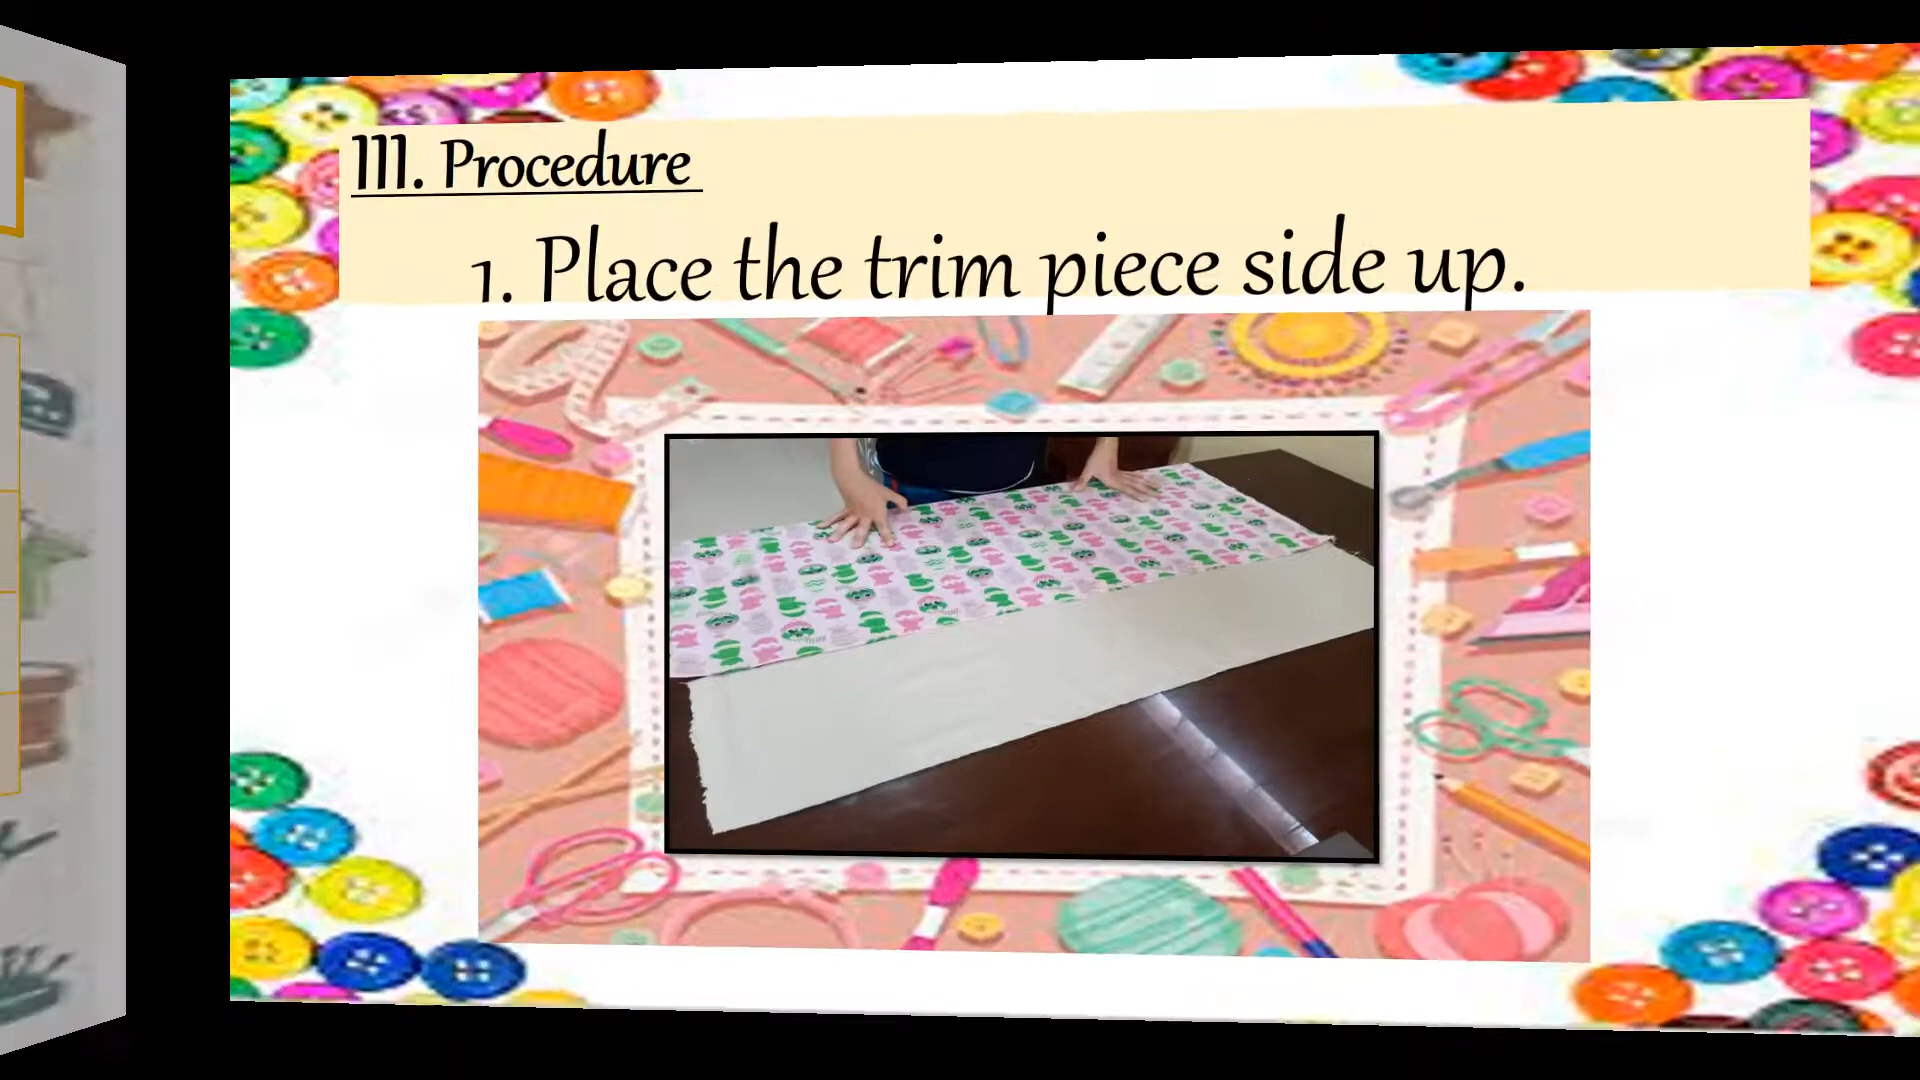 III. Procedure
1. Place the trim piece side up.